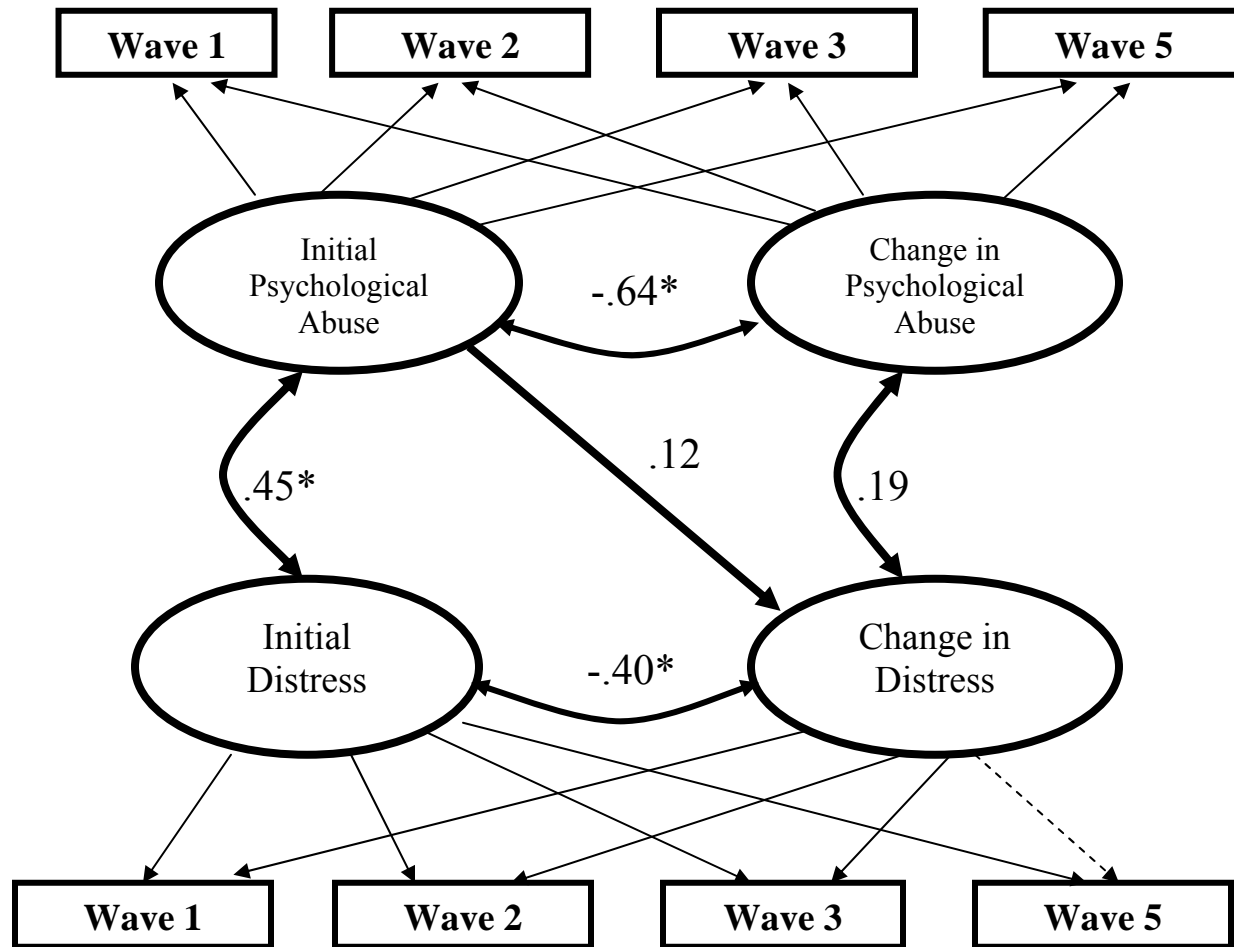 Wave 1
Wave 2
Wave 3
Wave 5
Initial
Psychological
Abuse
Change in
Psychological
Abuse
-.64*
.45*
.12
.19
Initial
Distress
Change in
Distress
-.40*
Wave 1
Wave 2
Wave 3
Wave 5